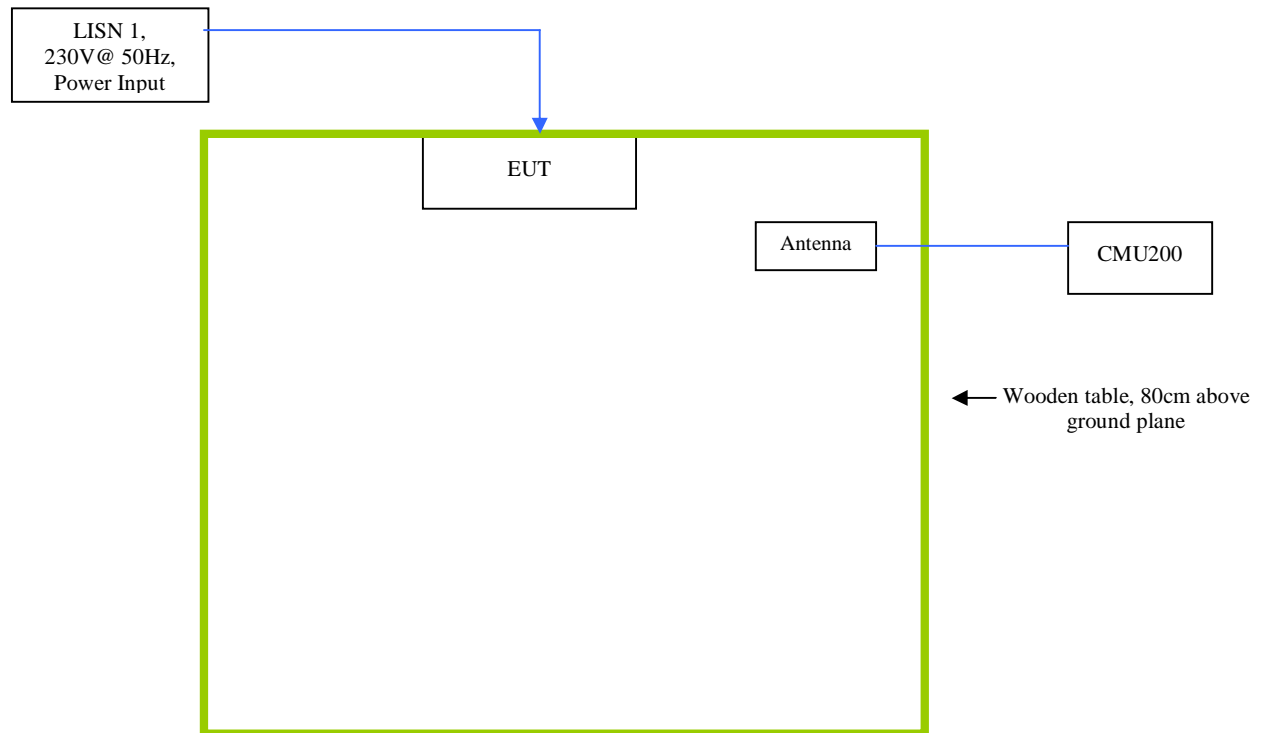 LISN 1,
230V@ 50Hz,
Power Input
EUT
Antenna
CMU200
Wooden table, 80cm above
ground plane